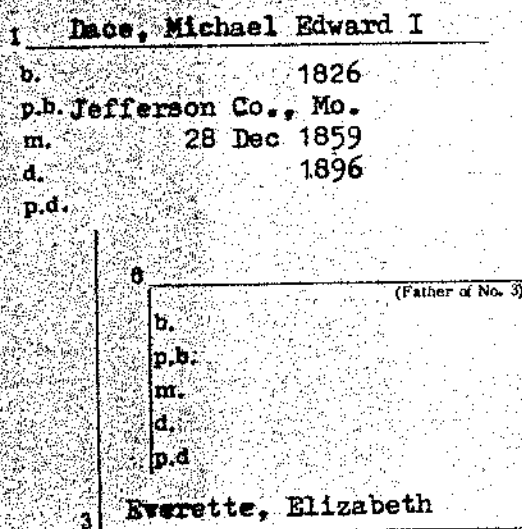 1 Dace, Michael Edward I
b. 1826
p.b. Jefferson Co., Mo.
m. 28 Dec 1859
d. 1896
p.d.
6
(Father of No. 3)
b.
p.b.
m.
d.
p.d
Everette, Elizabeth
3